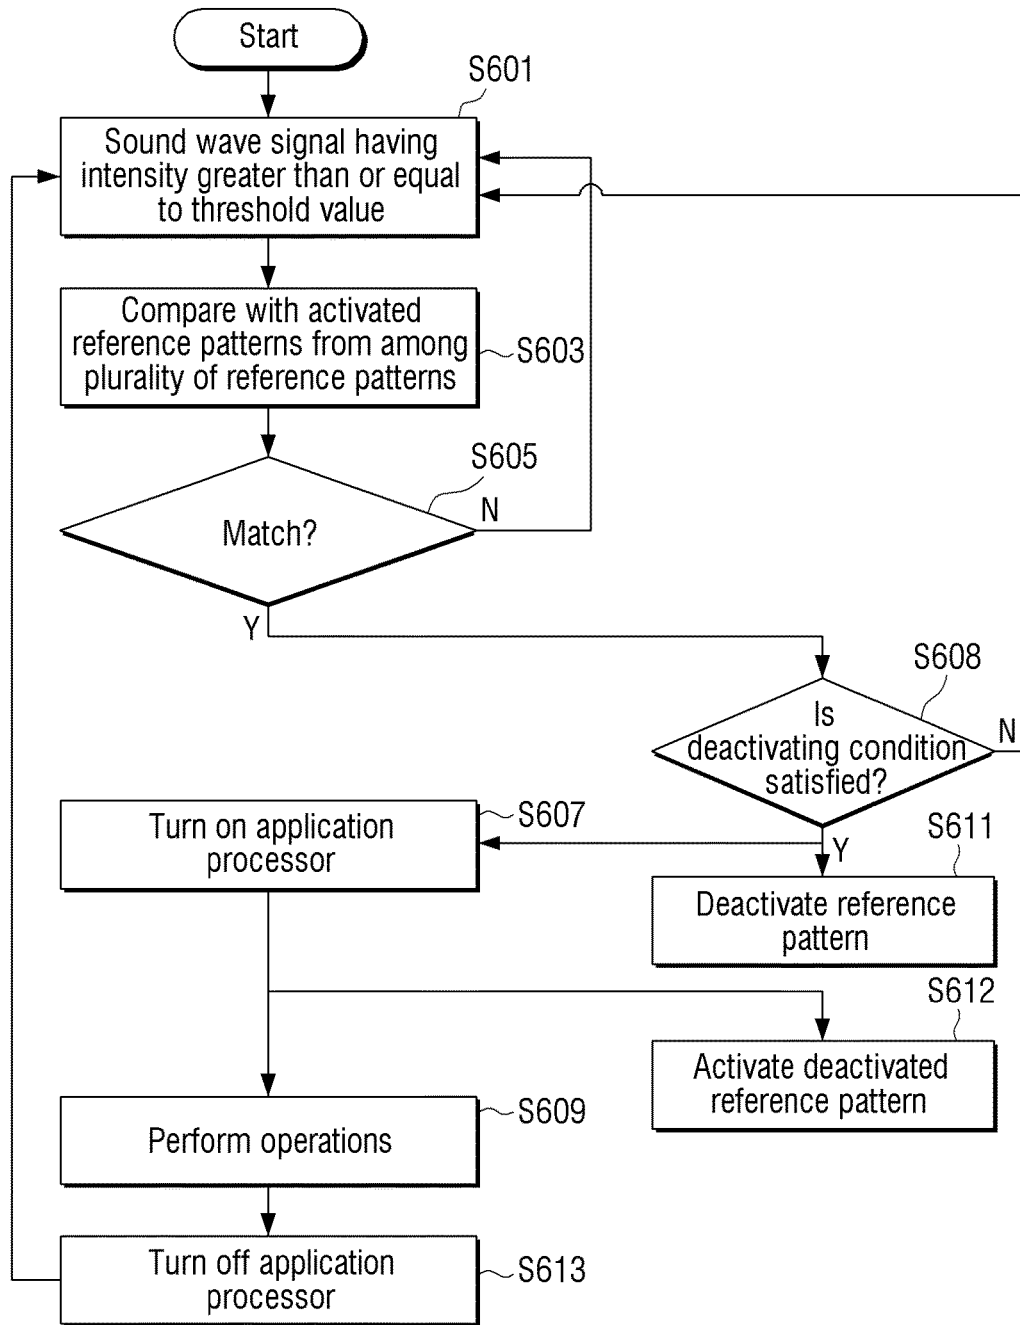 Start
S601
Sound wave signal having
intensity greater than or equal
to threshold value
Compare with activated
reference patterns from among
plurality of reference patterns
S603
S605
Match?
N
Y
S608
Is
deactivating condition
satisfied?
N
Y
S607
Turn on application
processor
S611
Deactivate reference
pattern
S612
Activate deactivated
reference pattern
S609
Perform operations
Turn off application
processor
S613